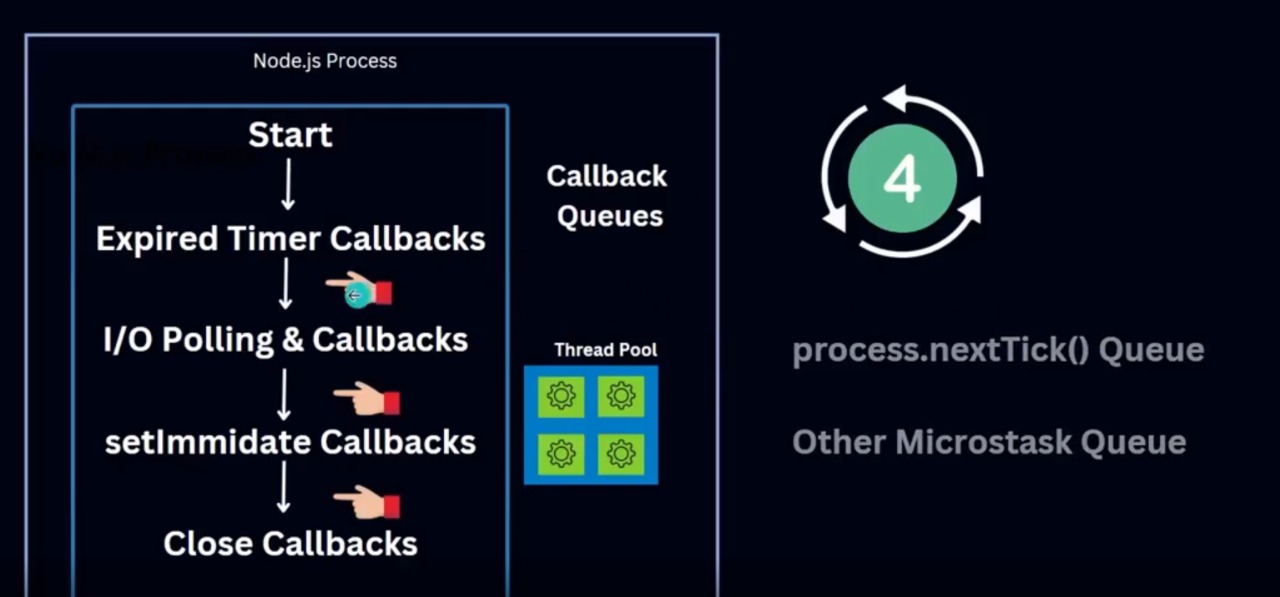 Node.js Process
Start
Expired Timer Callbacks
I/O Polling & Callbacks
setImmidate Callbacks
Close Callbacks
Callback
Queues
Thread Pool
4
process.nextTick() Queue
Other Microstask Queue